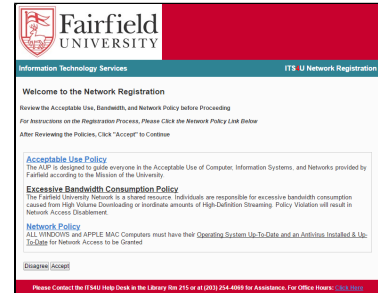 Fairfield
UNIVERSITY
Information Technology Services ITS4U Network Registration
Welcome to the Network Registration
Review the Acceptable Use, Bandwidth, and Network Policy before Proceeding
For Instructions on the Registration Process, Please Click the Network Policy Link Below
After Reviewing the Policies, Click "Accept" to Continue
Acceptable Use Policy
The AUP is designed to guide everyone in the Acceptable Use of Computer, Information Systems, and Networks provided by
Fairfield according to the Mission of the University.
Excessive Bandwidth Consumption Policy
The Fairfield University Network is a shared resource. Individuals are responsible for excessive bandwidth consumption
caused from High Volume Downloading or inordinate amounts of High-Definition Streaming. Policy Violation will result in
Network Access Disablement.
Network Policy
ALL WINDOWS and APPLE MAC Computers must have their Operating System Up-To-Date and an Antivirus Installed & Up-
To-Date for Network Access to be Granted
Disagree Accept
Please Contact the ITS4U Help Desk in the Library Rm 215 or at (203) 254-4069 for Assistance. For Office Hours: Click Here